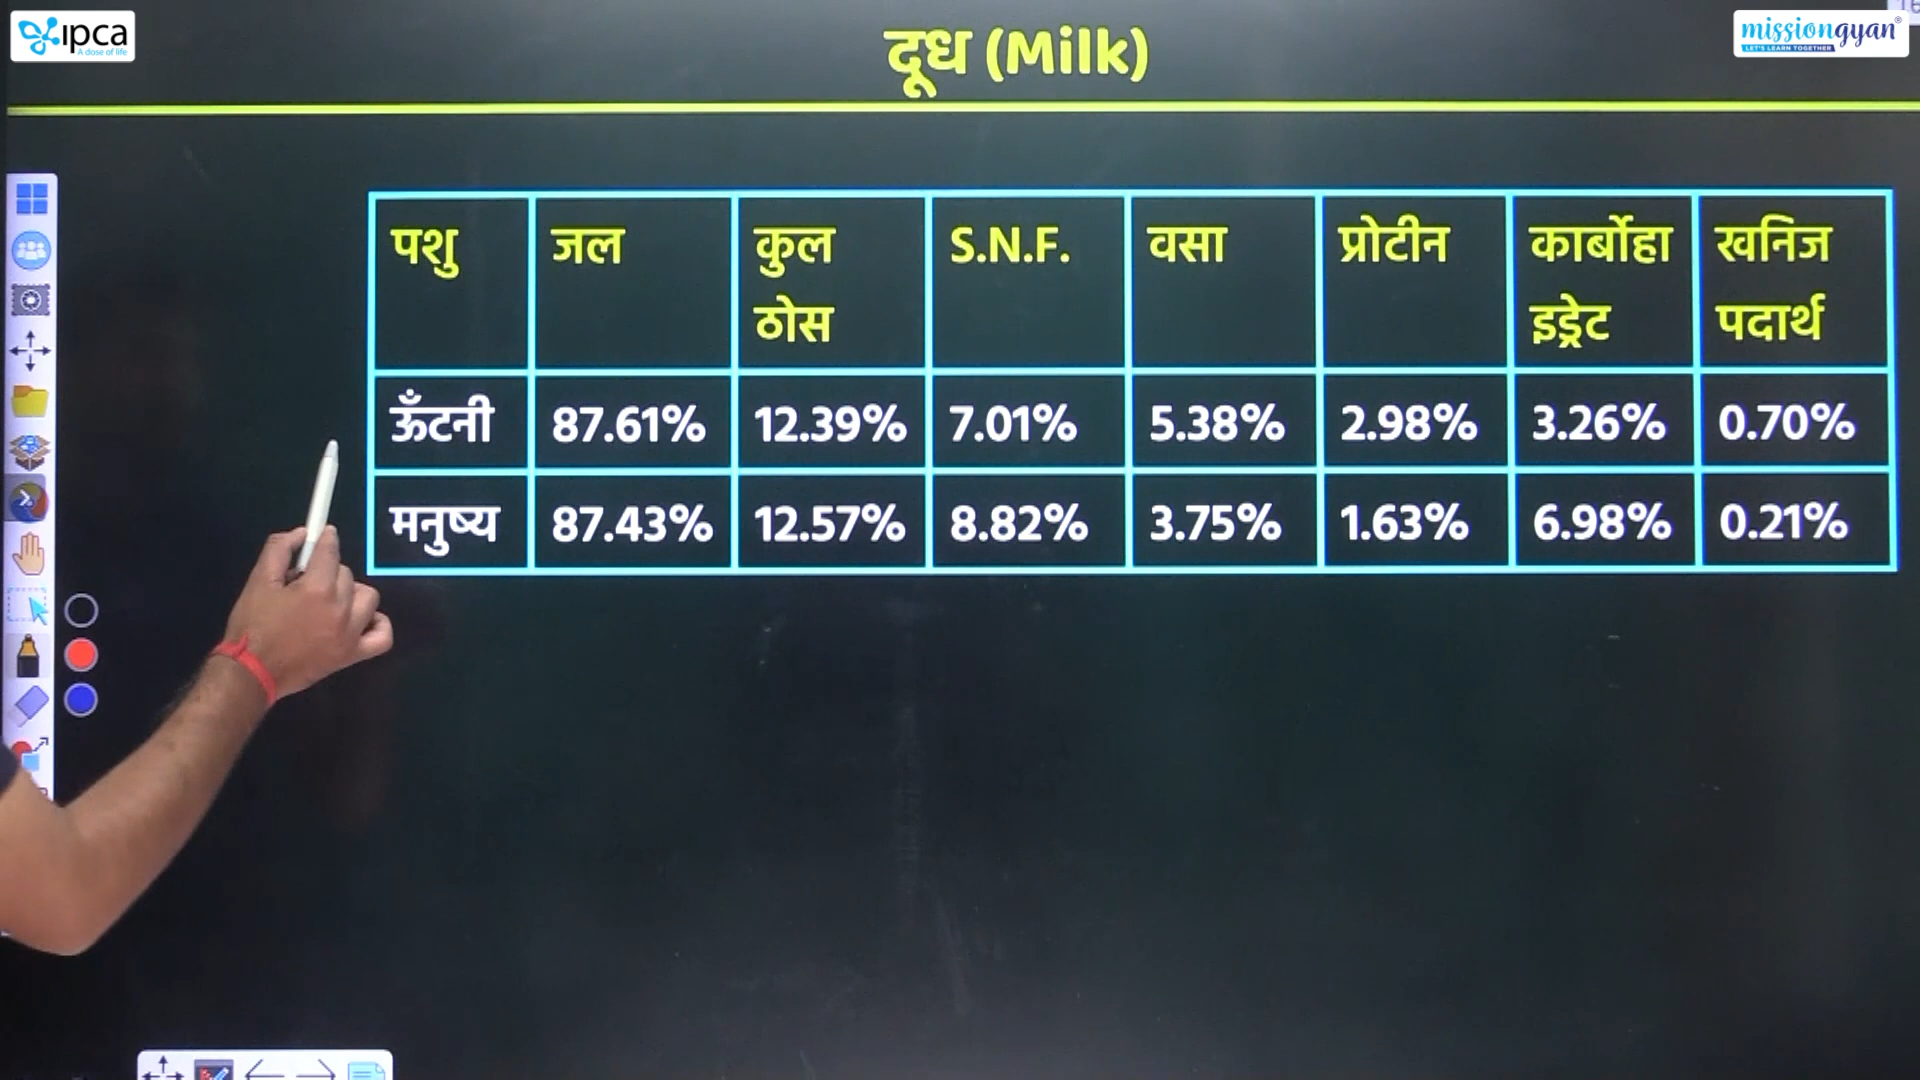 ipca
A dose of life
दूध (Milk)
missiongyan®
LET'S LEARN TOGETHER
पशु जल कुल ठोस S.N.F. वसा प्रोटीन कार्बोहाइड्रेट खनिज पदार्थ
ऊँटनी 87.61% 12.39% 7.01% 5.38% 2.98% 3.26% 0.70%
मनुष्य 87.43% 12.57% 8.82% 3.75% 1.63% 6.98% 0.21%